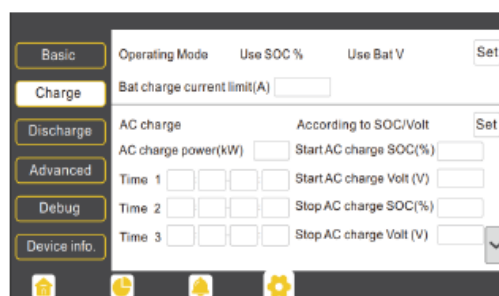 Basic
Charge
Discharge
Advanced
Debug
Device info.
Operating Mode Use SOC % Use Bat V Set
Bat charge current limit(A)
AC charge According to SOC/Volt Set
AC charge power(kW) Start AC charge SOC(%)
Time 1 Start AC charge Volt (V)
Time 2 Stop AC charge SOC(%)
Time 3 Stop AC charge Volt (V)